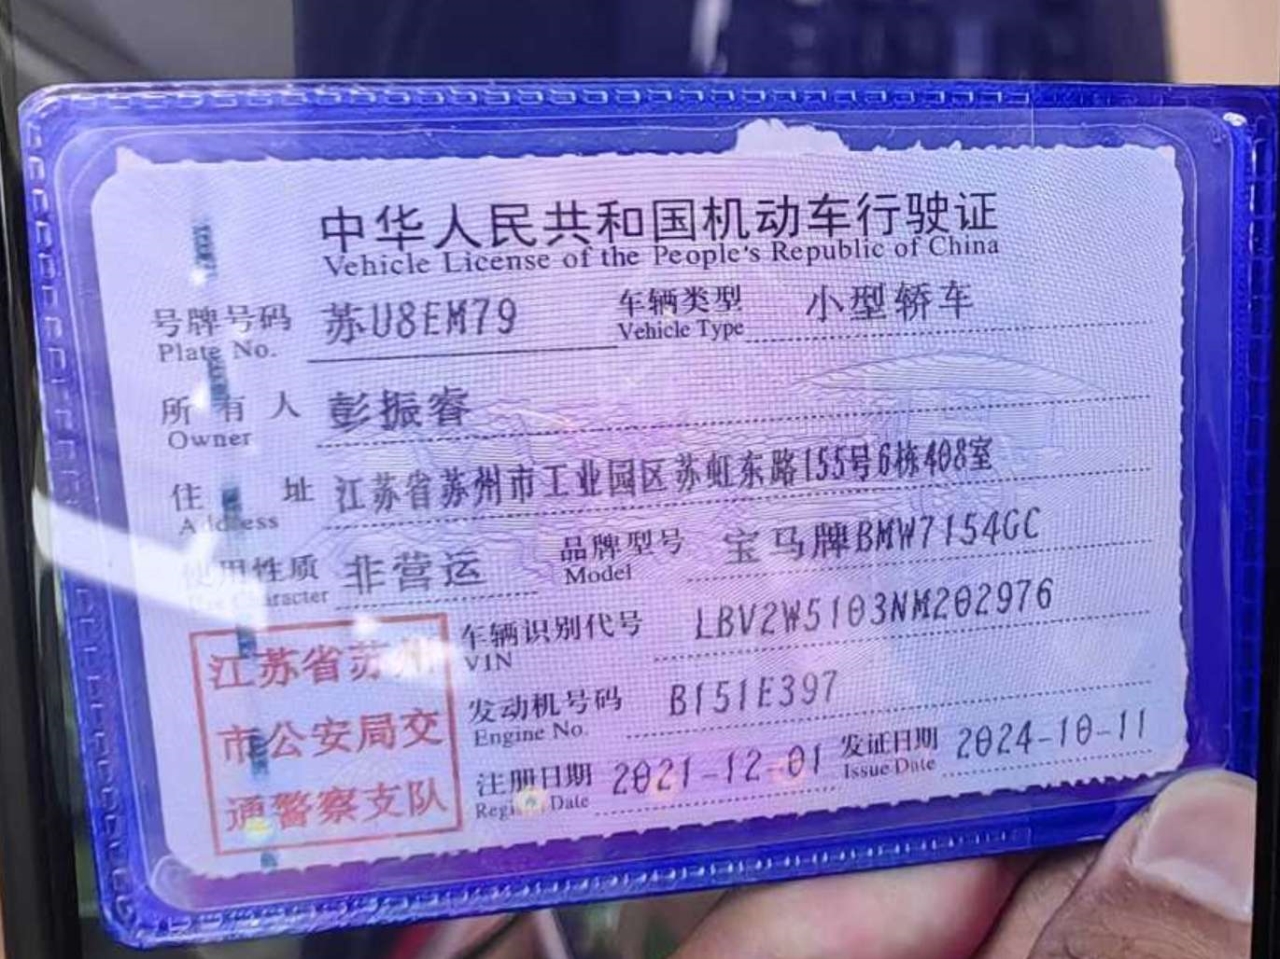 中华人民共和国机动车行驶证
Vehicle License of the People's Republic of China
号牌号码 苏U8EM79 车辆类型 小型轿车
Plate No. Vehicle Type
所有人 彭振睿
Owner
住址 江苏省苏州市工业园区苏虹东路155号6栋408室
Address
使用性质 非营运 品牌型号 宝马牌BMW7154GC
Use Character Model
江苏省苏州 车辆识别代号 LBV2W5103NM202976
VIN
市公安局交 发动机号码 B151E397
Engine No.
通警察支队 注册日期 2021-12-01 发证日期 2024-10-11
Register Date Issue Date